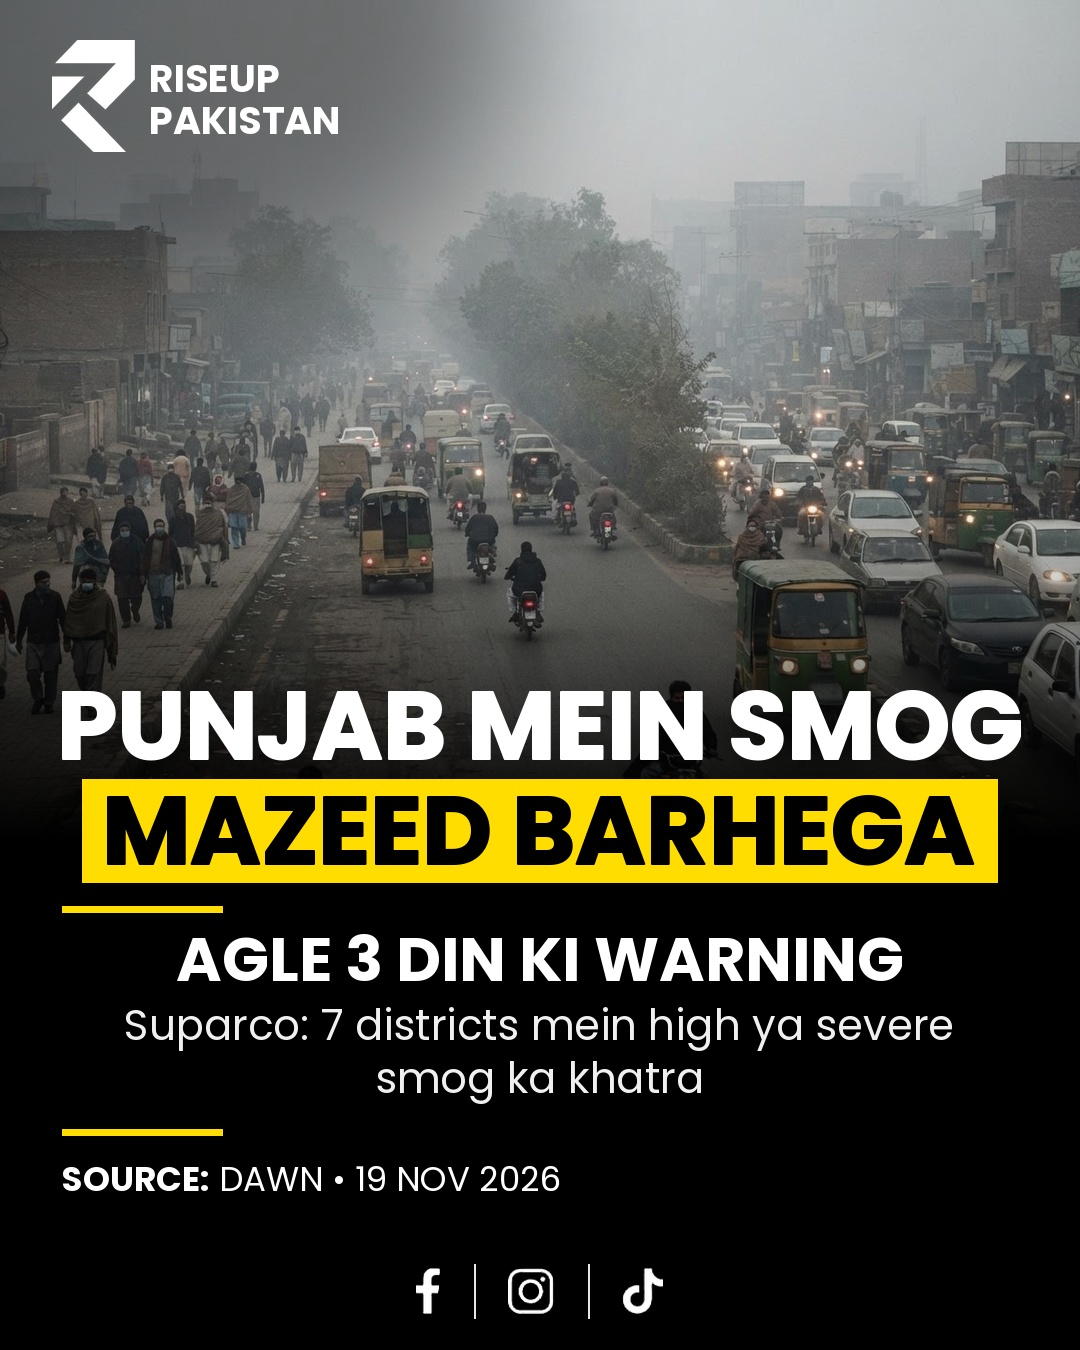 RISEUP
PAKISTAN
PUNJAB MEIN SMOG
MAZEED BARHEGA
AGLE 3 DIN KI WARNING
Suparco: 7 districts mein high ya severe
smog ka khatra
SOURCE: DAWN • 19 NOV 2026